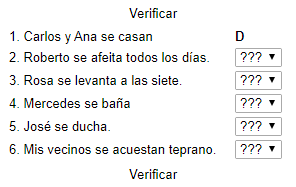 Verificar
1. Carlos y Ana se casan D
2. Roberto se afeita todos los días. ???
3. Rosa se levanta a las siete. ???
4. Mercedes se baña ???
5. José se ducha. ???
6. Mis vecinos se acuestan teprano. ???
Verificar